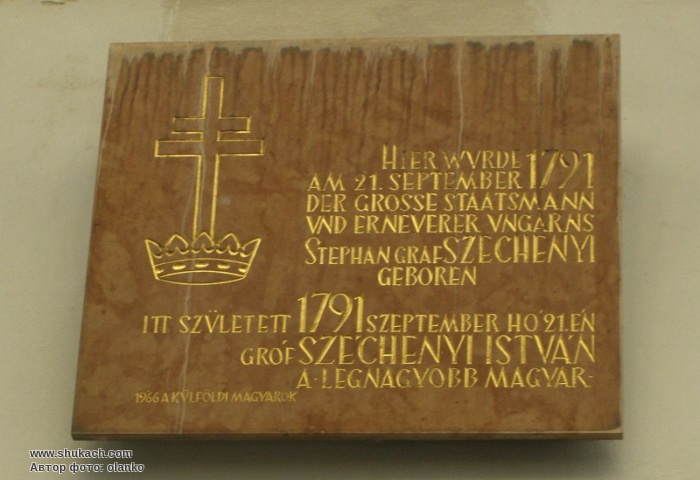 HIER WVRDE 1791
AM 21. SEPTEMBER
DER GROSSE STAATSMANN
VND ERNEVERER VNGARNS
STEPHAN GRAF SZÉCHENYI
GEBOREN
ITT SZVLETETT 1791 SZEPTEMBER HÓ 21.ÉN
GRÓF SZÉCHENYI ISTVÁN
A·LEGNAGYOBB MAGYAR·
1966 A KÜLFÖLDI MAGYAROK
www.shukach.com
Автор фото: olanko